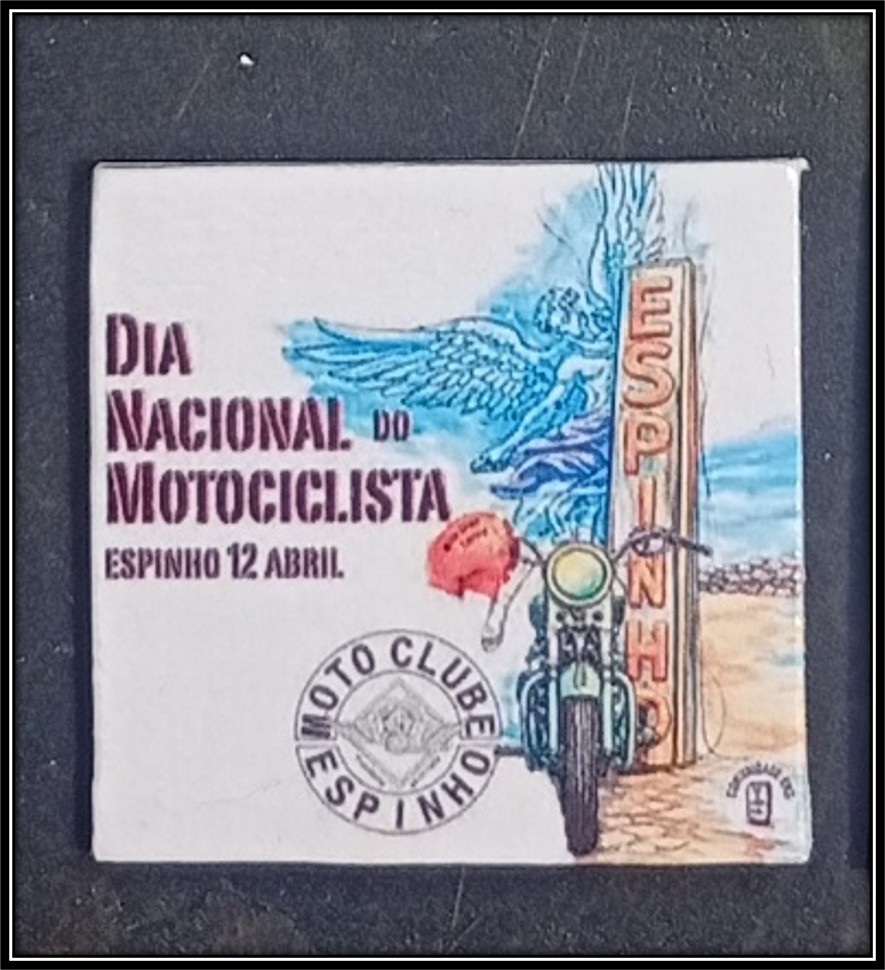 DIA
NACIONAL DO
MOTOCICLISTA
ESPINHO 12 ABRIL
ESPINHO
MOTO CLUBE
ESPINHO